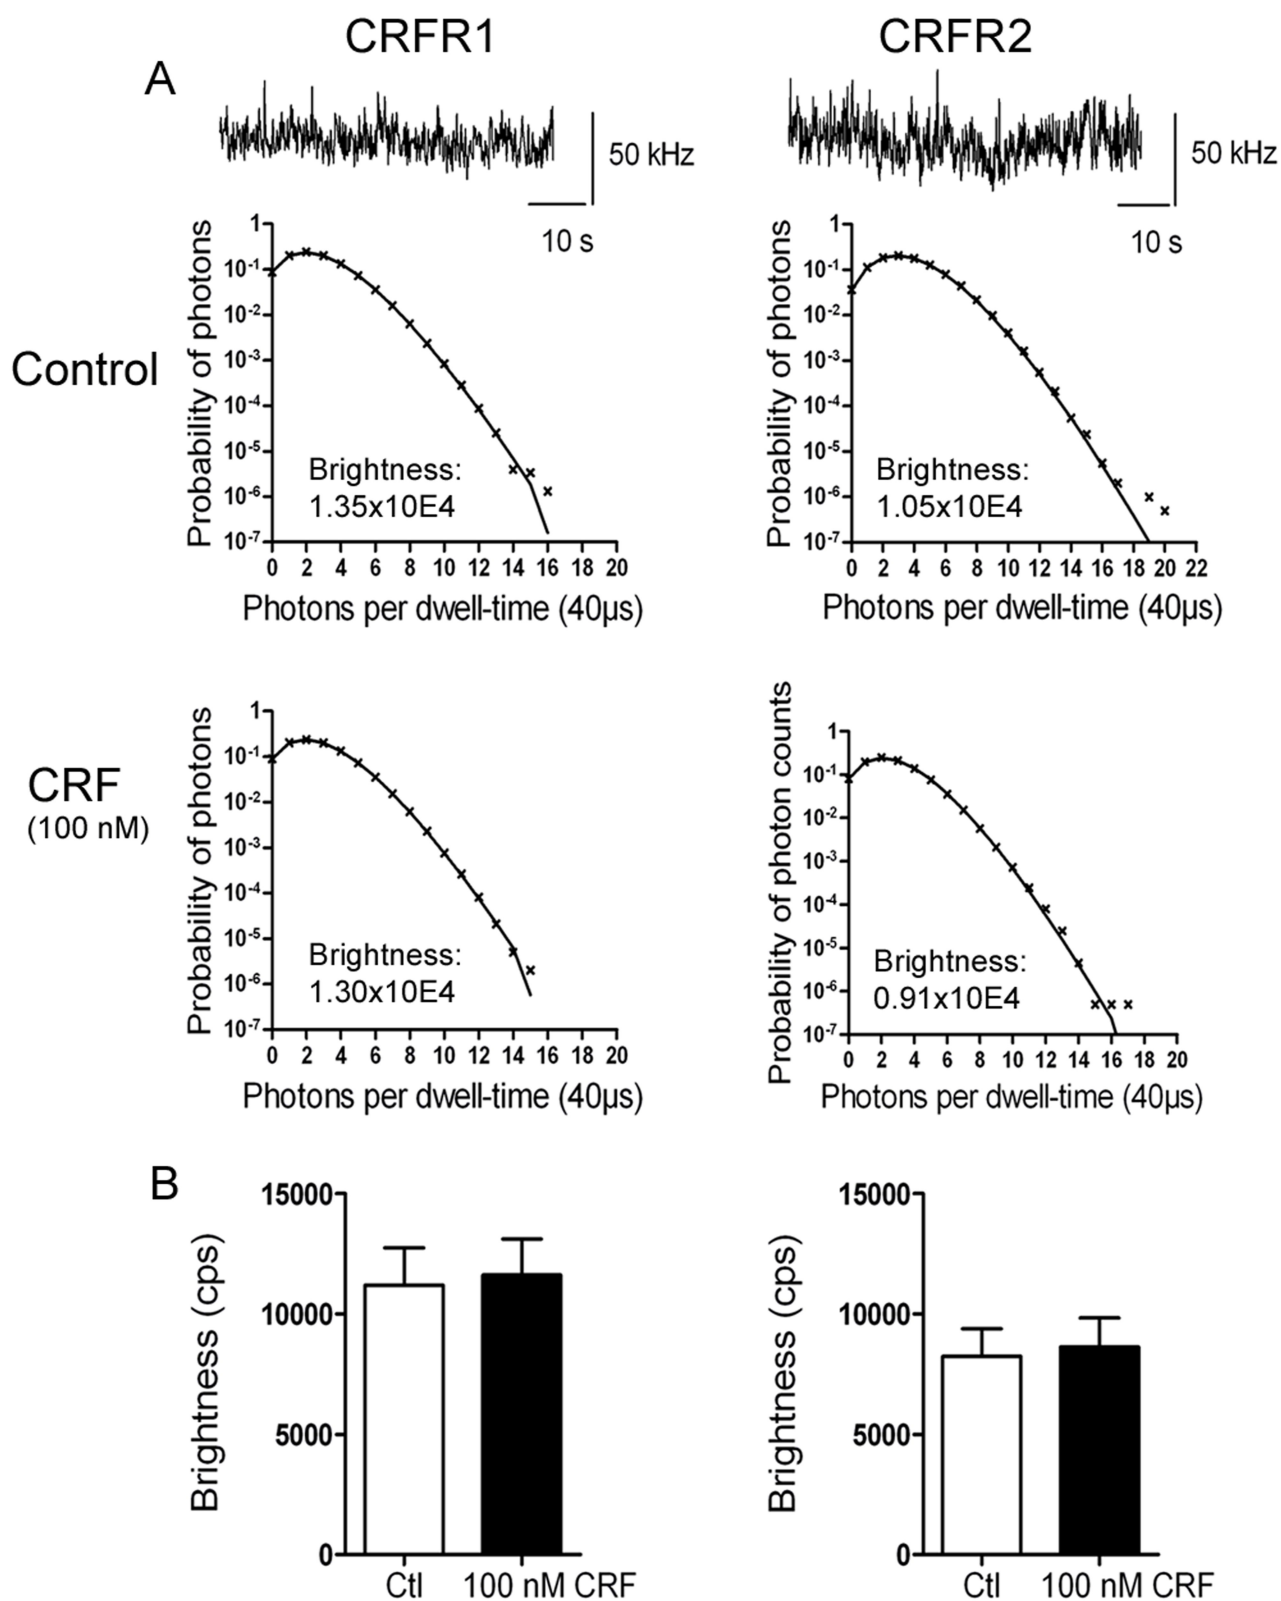 CRFR1
CRFR2
A
50 kHz
10 s
50 kHz
10 s
Control
Probability of photons
1
10-1
10-2
10-3
10-4
10-5
10-6
10-7
Brightness:
1.35x10E4
0 2 4 6 8 10 12 14 16 18 20
Photons per dwell-time (40µs)
Probability of photons
1
10-1
10-2
10-3
10-4
10-5
10-6
10-7
Brightness:
1.05x10E4
0 2 4 6 8 10 12 14 16 18 20 22
Photons per dwell-time (40µs)
CRF
(100 nM)
Probability of photons
1
10-1
10-2
10-3
10-4
10-5
10-6
10-7
Brightness:
1.30x10E4
0 2 4 6 8 10 12 14 16 18 20
Photons per dwell-time (40µs)
Probability of photon counts
1
10-1
10-2
10-3
10-4
10-5
10-6
10-7
Brightness:
0.91x10E4
0 2 4 6 8 10 12 14 16 18 20
Photons per dwell-time (40µs)
B
Brightness (cps)
15000
10000
5000
0
Ctl 100 nM CRF
Brightness (cps)
15000
10000
5000
0
Ctl 100 nM CRF